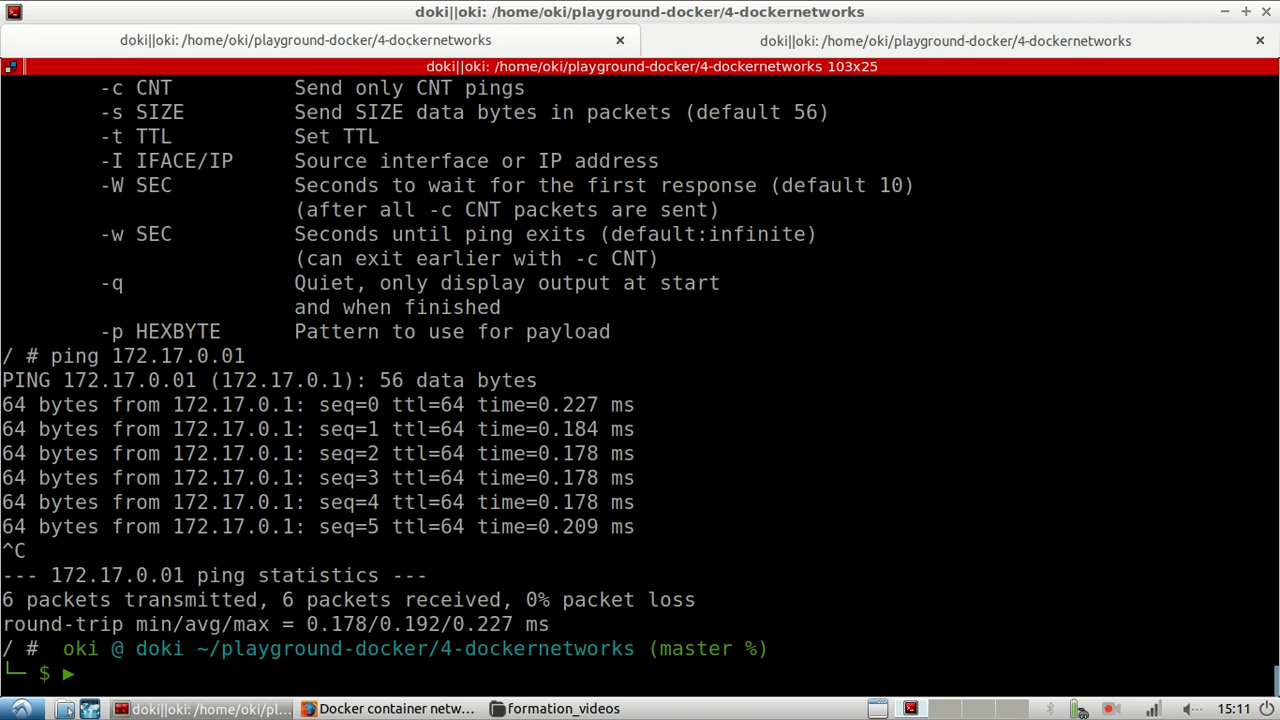 doki||oki: /home/oki/playground-docker/4-dockernetworks
doki||oki: /home/oki/playground-docker/4-dockernetworks
doki||oki: /home/oki/playground-docker/4-dockernetworks
doki||oki: /home/oki/playground-docker/4-dockernetworks 103x25
-c CNT Send only CNT pings
-s SIZE Send SIZE data bytes in packets (default 56)
-t TTL Set TTL
-I IFACE/IP Source interface or IP address
-W SEC Seconds to wait for the first response (default 10)
(after all -c CNT packets are sent)
-w SEC Seconds until ping exits (default:infinite)
(can exit earlier with -c CNT)
-q Quiet, only display output at start
and when finished
-p HEXBYTE Pattern to use for payload
/ # ping 172.17.0.01
PING 172.17.0.01 (172.17.0.1): 56 data bytes
64 bytes from 172.17.0.1: seq=0 ttl=64 time=0.227 ms
64 bytes from 172.17.0.1: seq=1 ttl=64 time=0.184 ms
64 bytes from 172.17.0.1: seq=2 ttl=64 time=0.178 ms
64 bytes from 172.17.0.1: seq=3 ttl=64 time=0.178 ms
64 bytes from 172.17.0.1: seq=4 ttl=64 time=0.178 ms
64 bytes from 172.17.0.1: seq=5 ttl=64 time=0.209 ms
^C
--- 172.17.0.01 ping statistics ---
6 packets transmitted, 6 packets received, 0% packet loss
round-trip min/avg/max = 0.178/0.192/0.227 ms
/ # oki @ doki ~/playground-docker/4-dockernetworks (master %)
└─ $ ▸
doki||oki: /home/oki/pl... Docker container netw... formation_videos 15:11